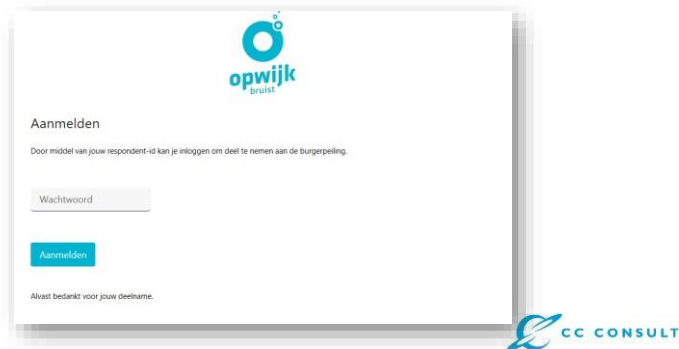 opwijk
bruist
Aanmelden
Door middel van jouw respondent-id kan je inloggen om deel te nemen aan de burgerpeiling.
Wachtwoord
Aanmelden
Alvast bedankt voor jouw deelname.
CC CONSULT